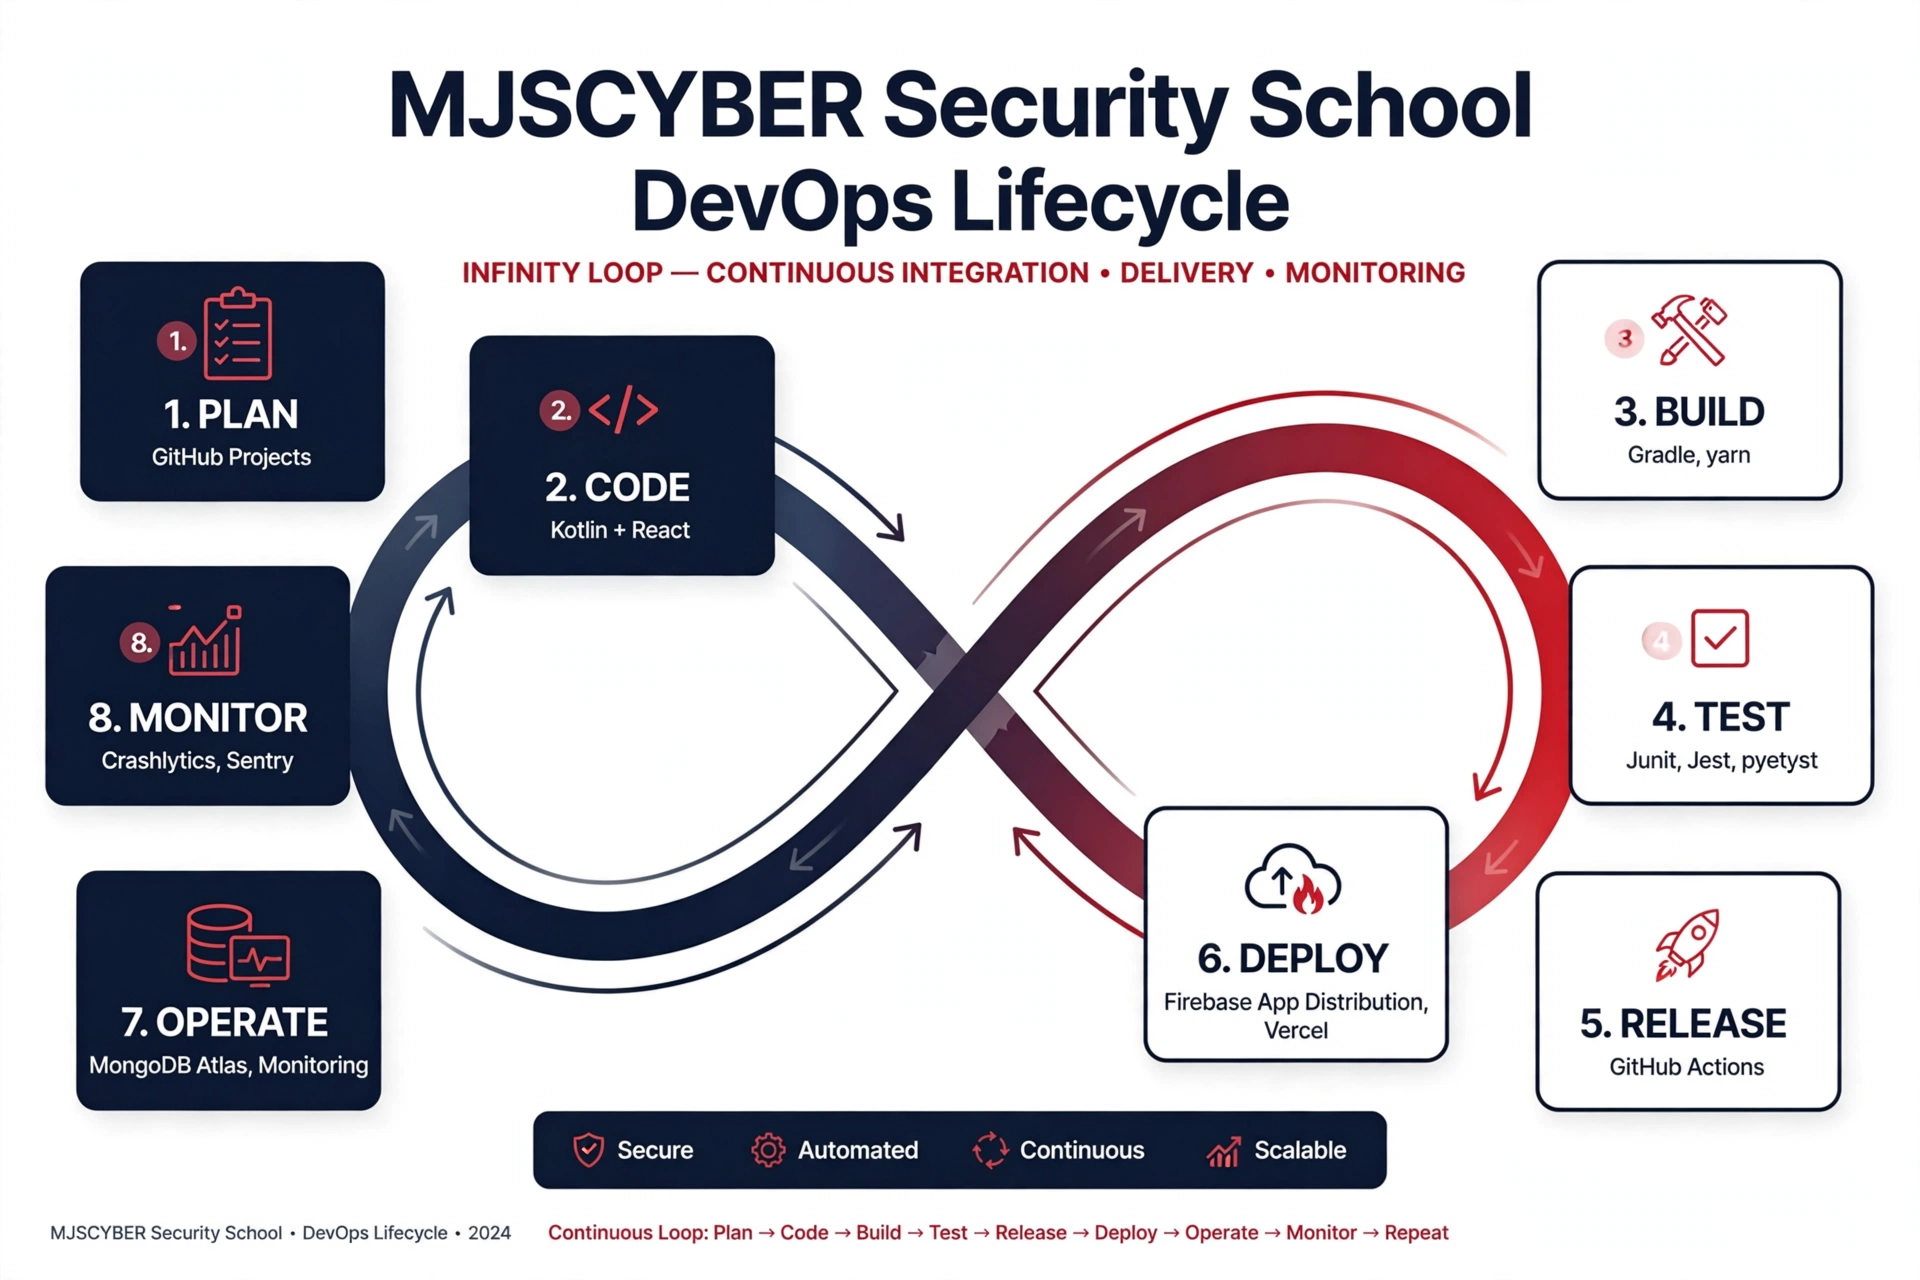 MJSCYBER Security School
DevOps Lifecycle
INFINITY LOOP — CONTINUOUS INTEGRATION • DELIVERY • MONITORING
1.
1. PLAN
GitHub Projects
2.
2. CODE
Kotlin + React
3
3. BUILD
Gradle, yarn
4
4. TEST
Junit, Jest, pyetyst
5. RELEASE
GitHub Actions
6. DEPLOY
Firebase App Distribution,
Vercel
7. OPERATE
MongoDB Atlas, Monitoring
8.
8. MONITOR
Crashlytics, Sentry
Secure
Automated
Continuous
Scalable
MJSCYBER Security School • DevOps Lifecycle • 2024
Continuous Loop: Plan → Code → Build → Test → Release → Deploy → Operate → Monitor → Repeat